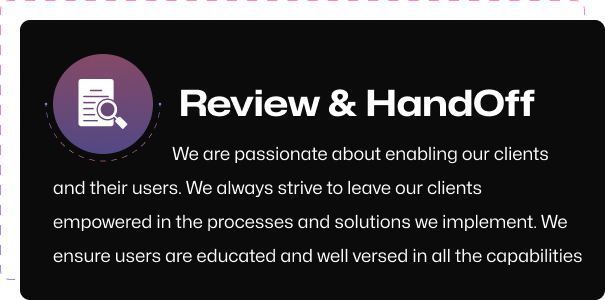 Review & HandOff
We are passionate about enabling our clients
and their users. We always strive to leave our clients
empowered in the processes and solutions we implement. We
ensure users are educated and well versed in all the capabilities